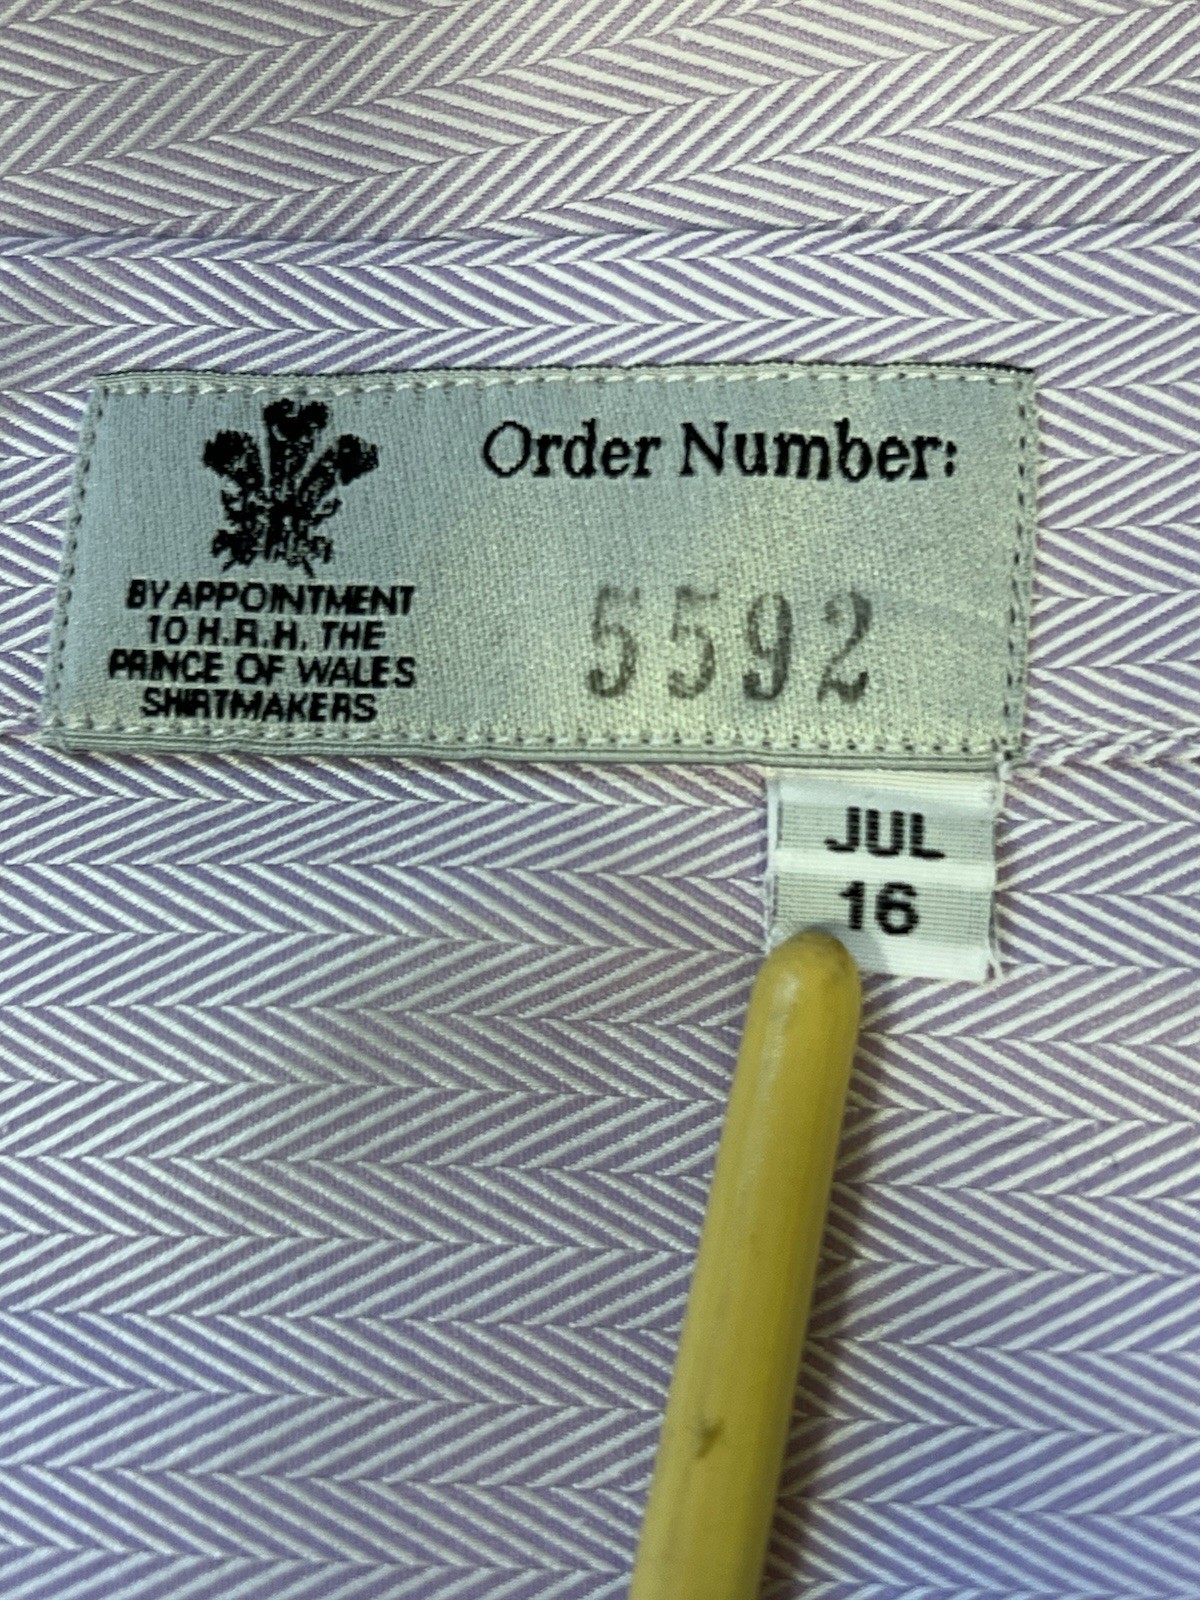 Order Number:
5592
BY APPOINTMENT
TO H.R.H. THE
PRINCE OF WALES
SHIRTMAKERS
JUL
16